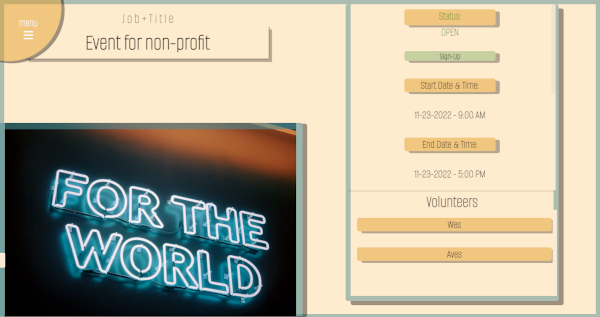 menu
Job+Title
Event for non-profit
FOR THE
WORLD
Status:
OPEN
Sign-Up
Start Date & Time:
11-23-2022 - 9:00 AM
End Date & Time:
11-23-2022 - 5:00 PM
Volunteers
Wes
Aves